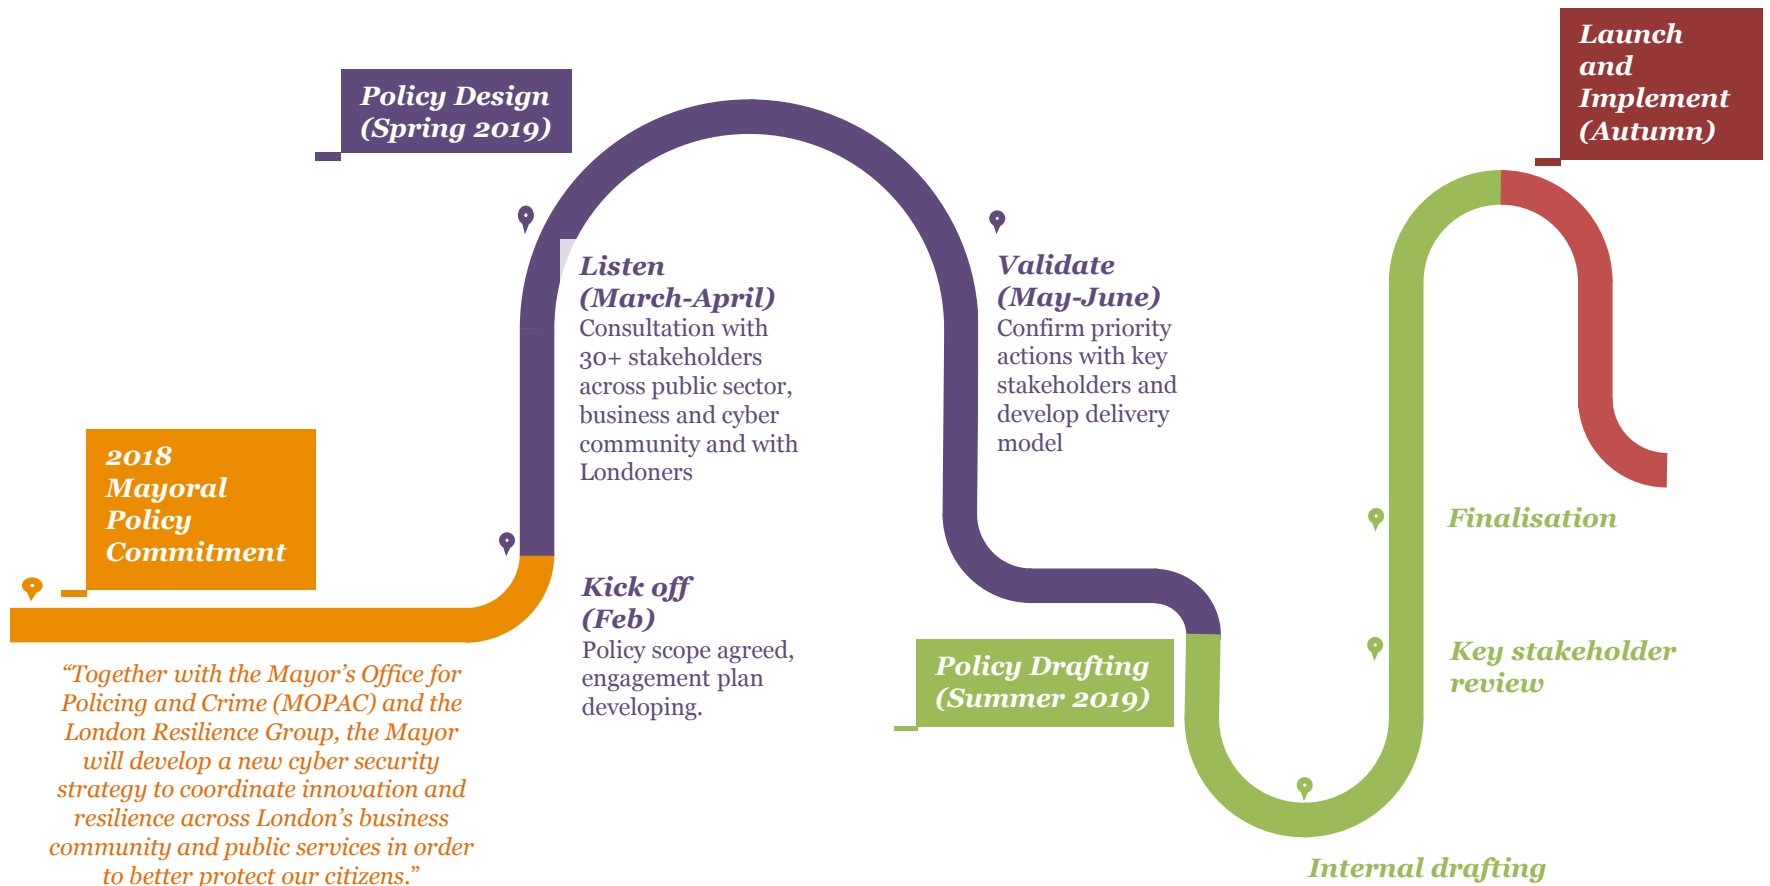 2018
Mayoral
Policy
Commitment
“Together with the Mayor’s Office for
Policing and Crime (MOPAC) and the
London Resilience Group, the Mayor
will develop a new cyber security
strategy to coordinate innovation and
resilience across London’s business
community and public services in order
to better protect our citizens.”
Policy Design
(Spring 2019)
Kick off
(Feb)
Policy scope agreed,
engagement plan
developing.
Listen
(March-April)
Consultation with
30+ stakeholders
across public sector,
business and cyber
community and with
Londoners
Validate
(May-June)
Confirm priority
actions with key
stakeholders and
develop delivery
model
Policy Drafting
(Summer 2019)
Internal drafting
Key stakeholder
review
Finalisation
Launch
and
Implement
(Autumn)